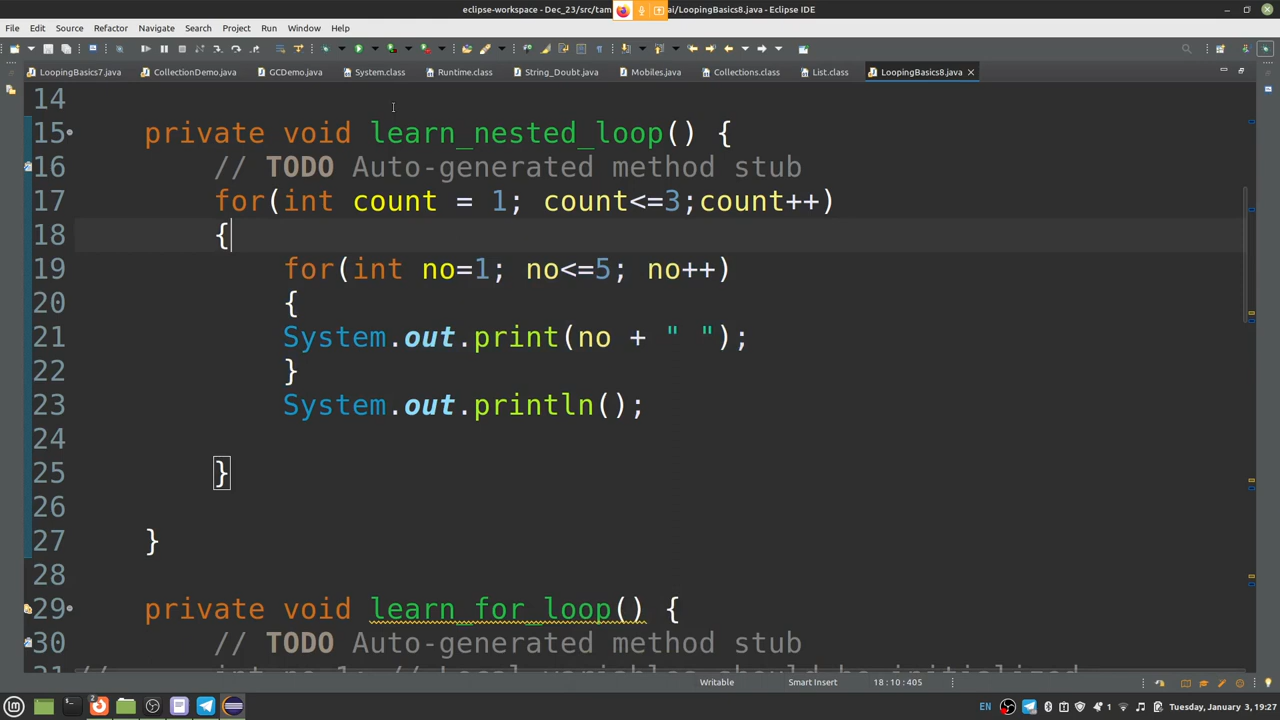 eclipse-workspace - Dec_23/src/tam ai/LoopingBasics8.java - Eclipse IDE
File Edit Source Refactor Navigate Search Project Run Window Help
LoopingBasics7.java CollectionDemo.java GCDemo.java System.class Runtime.class String_Doubt.java Mobiles.java Collections.class List.class LoopingBasics8.java
14
15 private void learn_nested_loop() {
16 // TODO Auto-generated method stub
17 for(int count = 1; count<=3;count++)
18 {
19 for(int no=1; no<=5; no++)
20 {
21 System.out.print(no + " ");
22 }
23 System.out.println();
24
25 }
26
27 }
28
29 private void learn_for_loop() {
30 // TODO Auto-generated method stub
31 // int no=1; // Local variables should be initialized
Writable Smart Insert 18 : 10 : 405
2 EN 1 Tuesday, January 3, 19:27